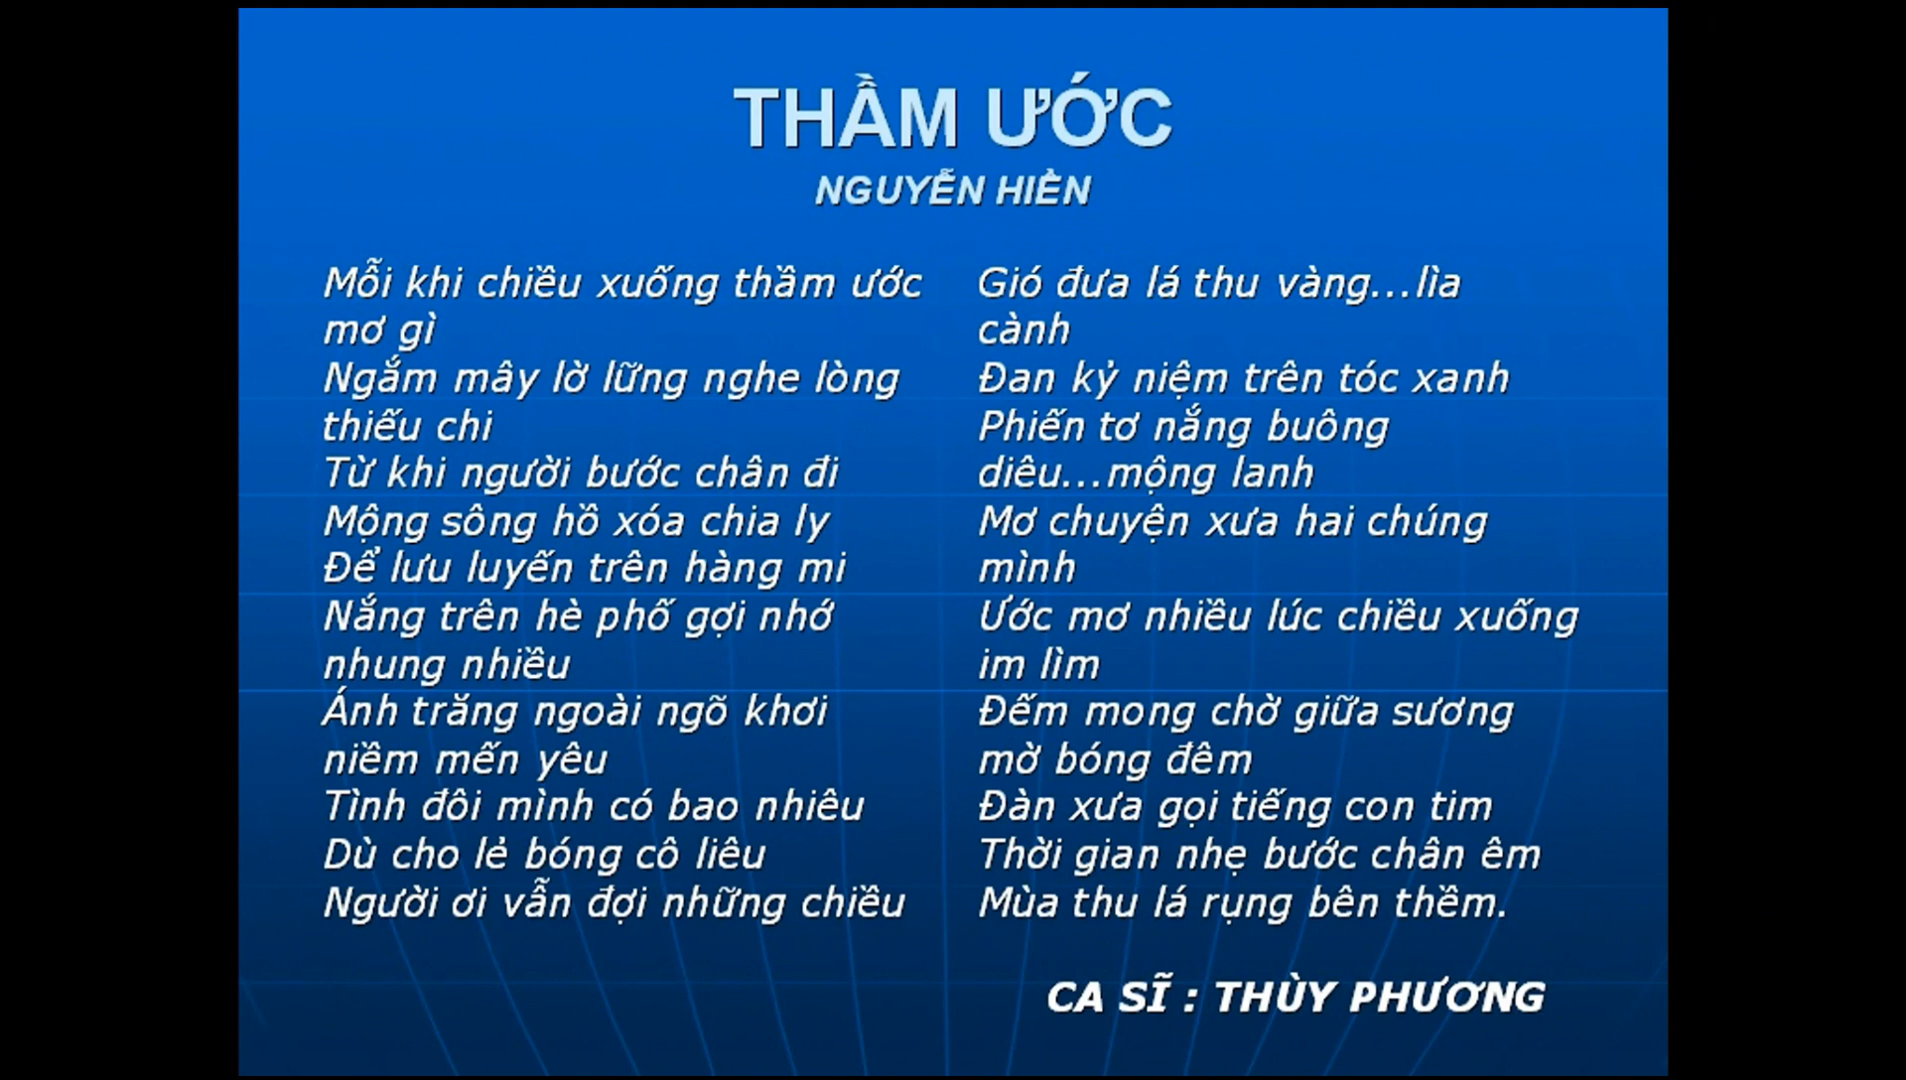 THẦM ƯỚC
NGUYỄN HIỀN
Mỗi khi chiều xuống thầm ước
mơ gì
Ngắm mây lờ lững nghe lòng
thiếu chi
Từ khi người bước chân đi
Mộng sông hồ xóa chia ly
Để lưu luyến trên hàng mi
Nắng trên hè phố gợi nhớ
nhung nhiều
Ánh trăng ngoài ngõ khơi
niềm mến yêu
Tình đôi mình có bao nhiêu
Dù cho lẻ bóng cô liêu
Người ơi vẫn đợi những chiều
Gió đưa lá thu vàng...lìa
cành
Đan kỷ niệm trên tóc xanh
Phiến tơ nắng buông
diêu...mộng lanh
Mơ chuyện xưa hai chúng
mình
Ước mơ nhiều lúc chiều xuống
im lìm
Đếm mong chờ giữa sương
mờ bóng đêm
Đàn xưa gọi tiếng con tim
Thời gian nhẹ bước chân êm
Mùa thu lá rụng bên thềm.
CA SĨ : THÙY PHƯƠNG